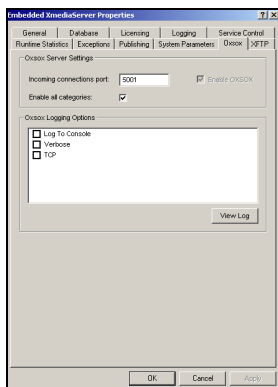 Embedded XmediaServer Properties
General Database Licensing Logging Service Control
Runtime Statistics Exceptions Publishing System Parameters Oxsox XFTP
Oxsox Server Settings
Incoming connections port: 5001 Enable OXSOX
Enable all categories:
Oxsox Logging Options
Log To Console
Verbose
TCP
View Log
OK Cancel Apply